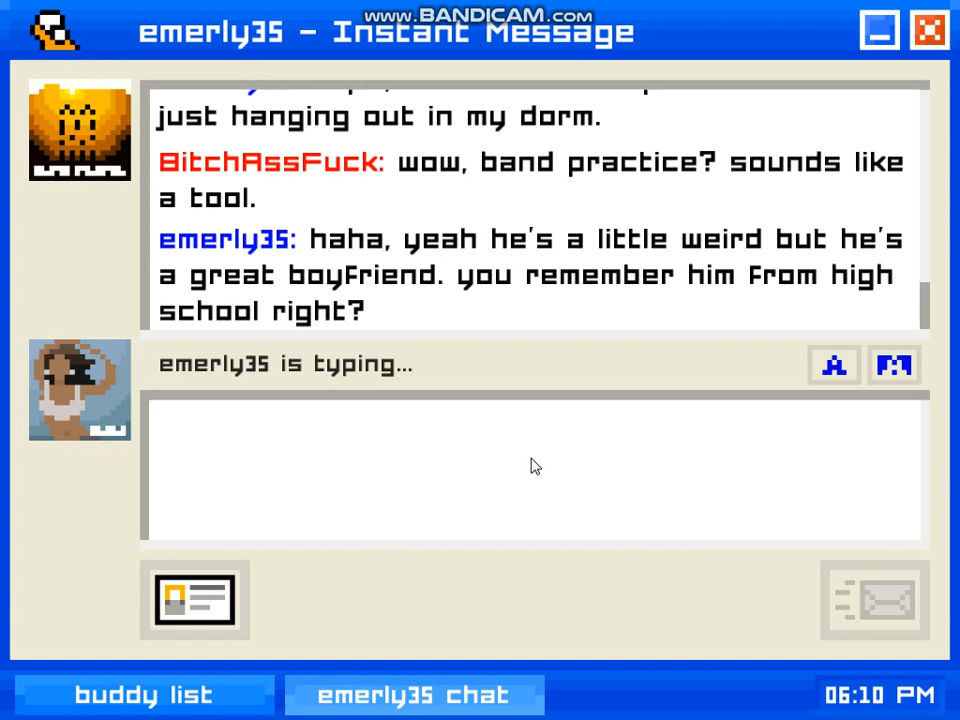 www.BANDICAM.com
emerly35 - Instant Message
just hanging out in my dorm.
BitchAssFuck: wow, band practice? sounds like
a tool.
emerly35: haha, yeah he's a little weird but he's
a great boyfriend. you remember him from high
school right?
emerly35 is typing...
A
buddy list
emerly35 chat
06:10 PM